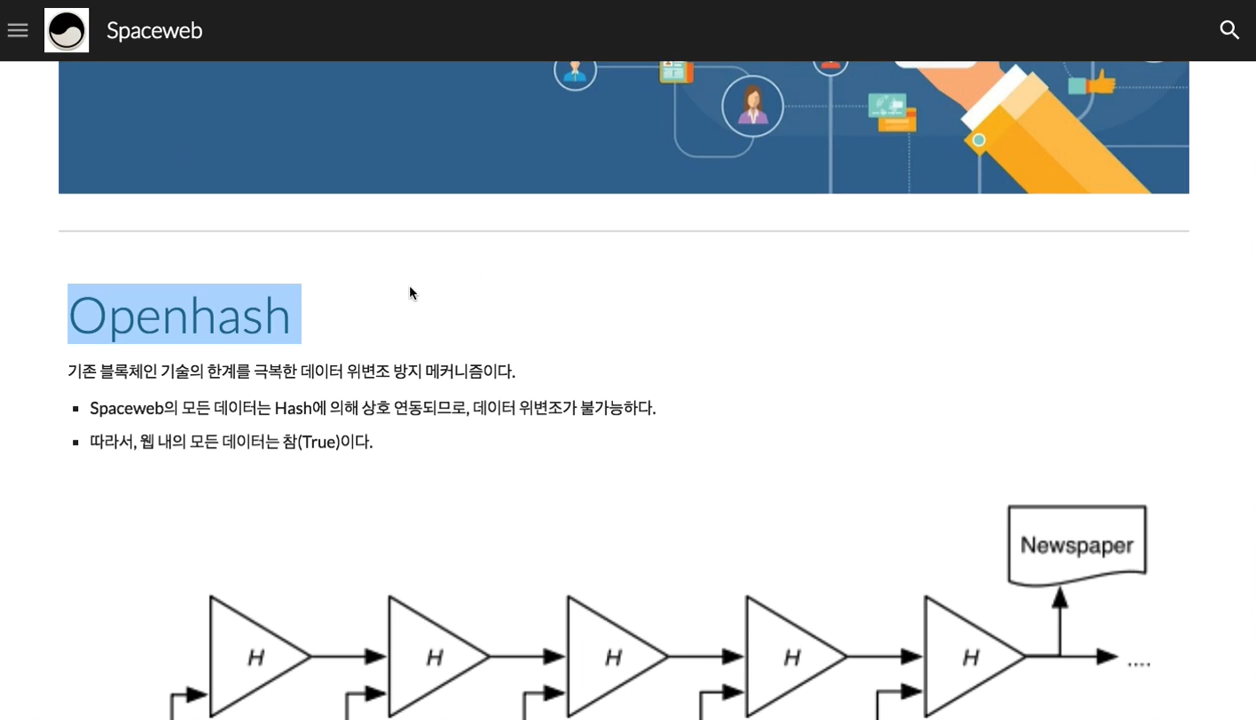 Spaceweb
Openhash
기존 블록체인 기술의 한계를 극복한 데이터 위변조 방지 메커니즘이다.
Spaceweb의 모든 데이터는 Hash에 의해 상호 연동되므로, 데이터 위변조가 불가능하다.
따라서, 웹 내의 모든 데이터는 참(True)이다.
Newspaper
H H H H H ....